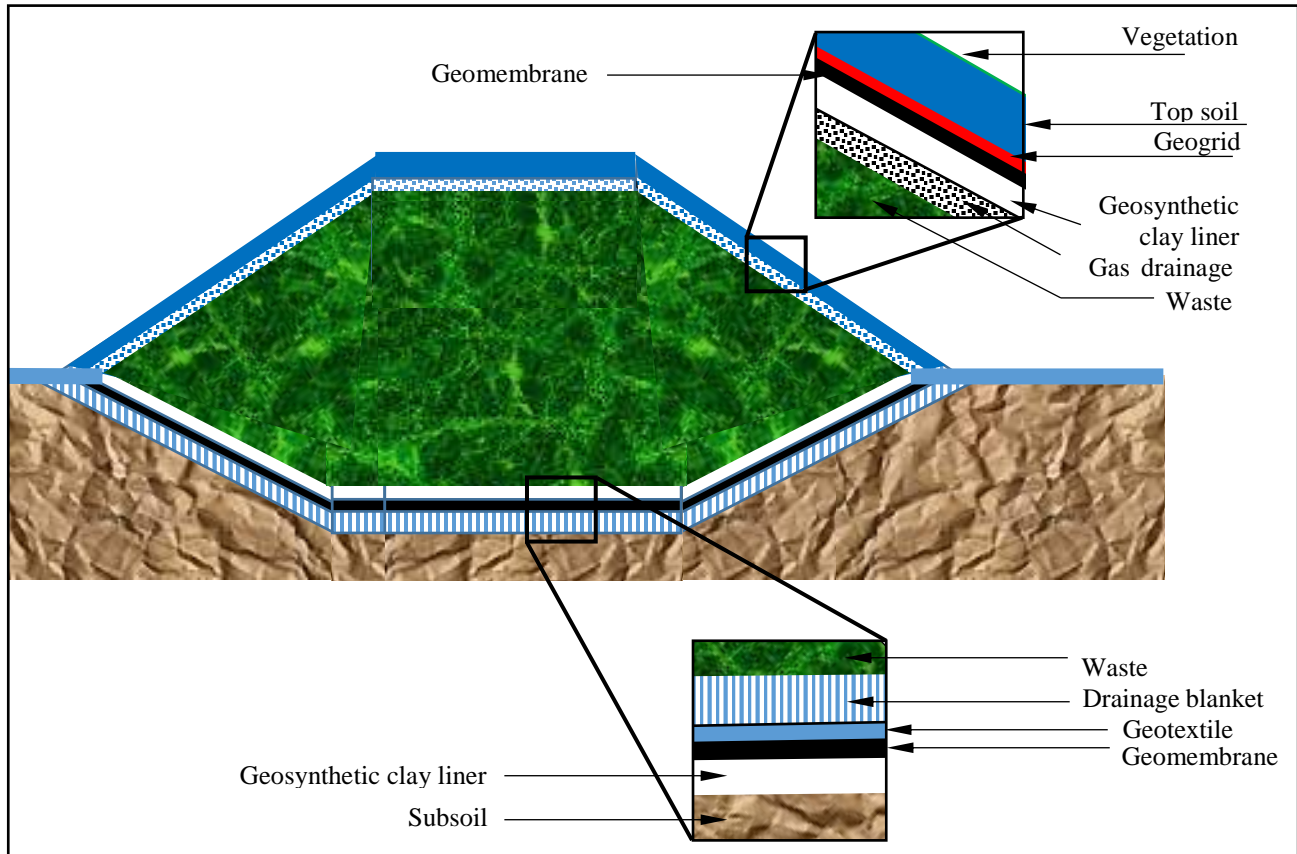 Vegetation
Geomembrane
Top soil
Geogrid
Geosynthetic
clay liner
Gas drainage
Waste
Waste
Drainage blanket
Geotextile
Geomembrane
Geosynthetic clay liner
Subsoil